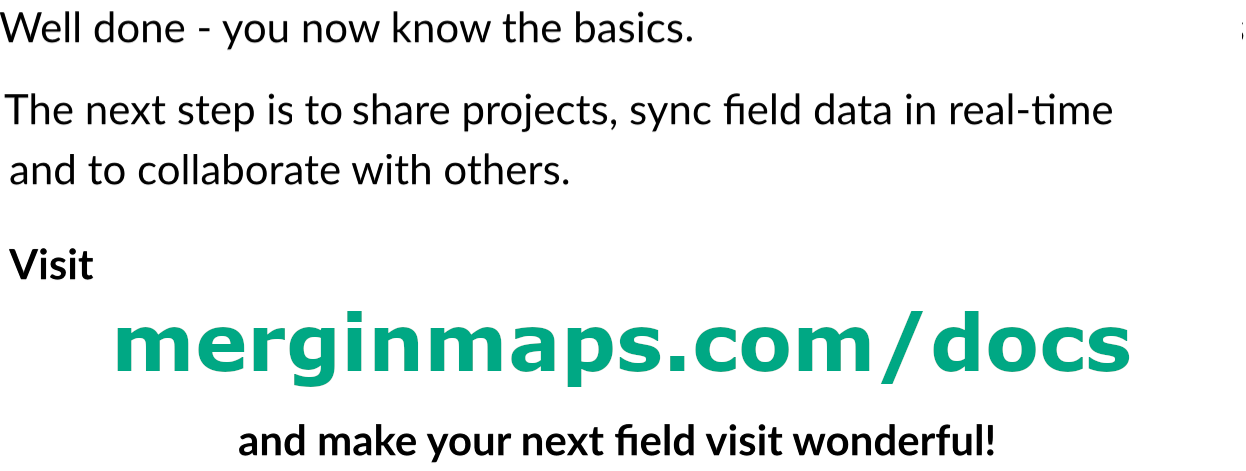 Well done - you now know the basics.
The next step is to share projects, sync field data in real-time
and to collaborate with others.
Visit
merginmaps.com/docs
and make your next field visit wonderful!